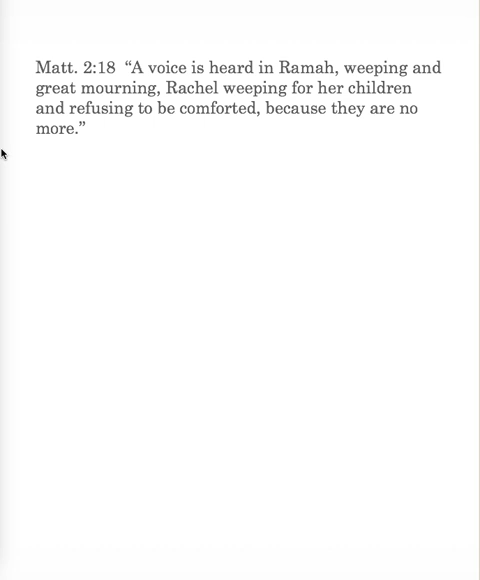 Matt. 2:18  “A voice is heard in Ramah, weeping and
great mourning, Rachel weeping for her children
and refusing to be comforted, because they are no
more.”